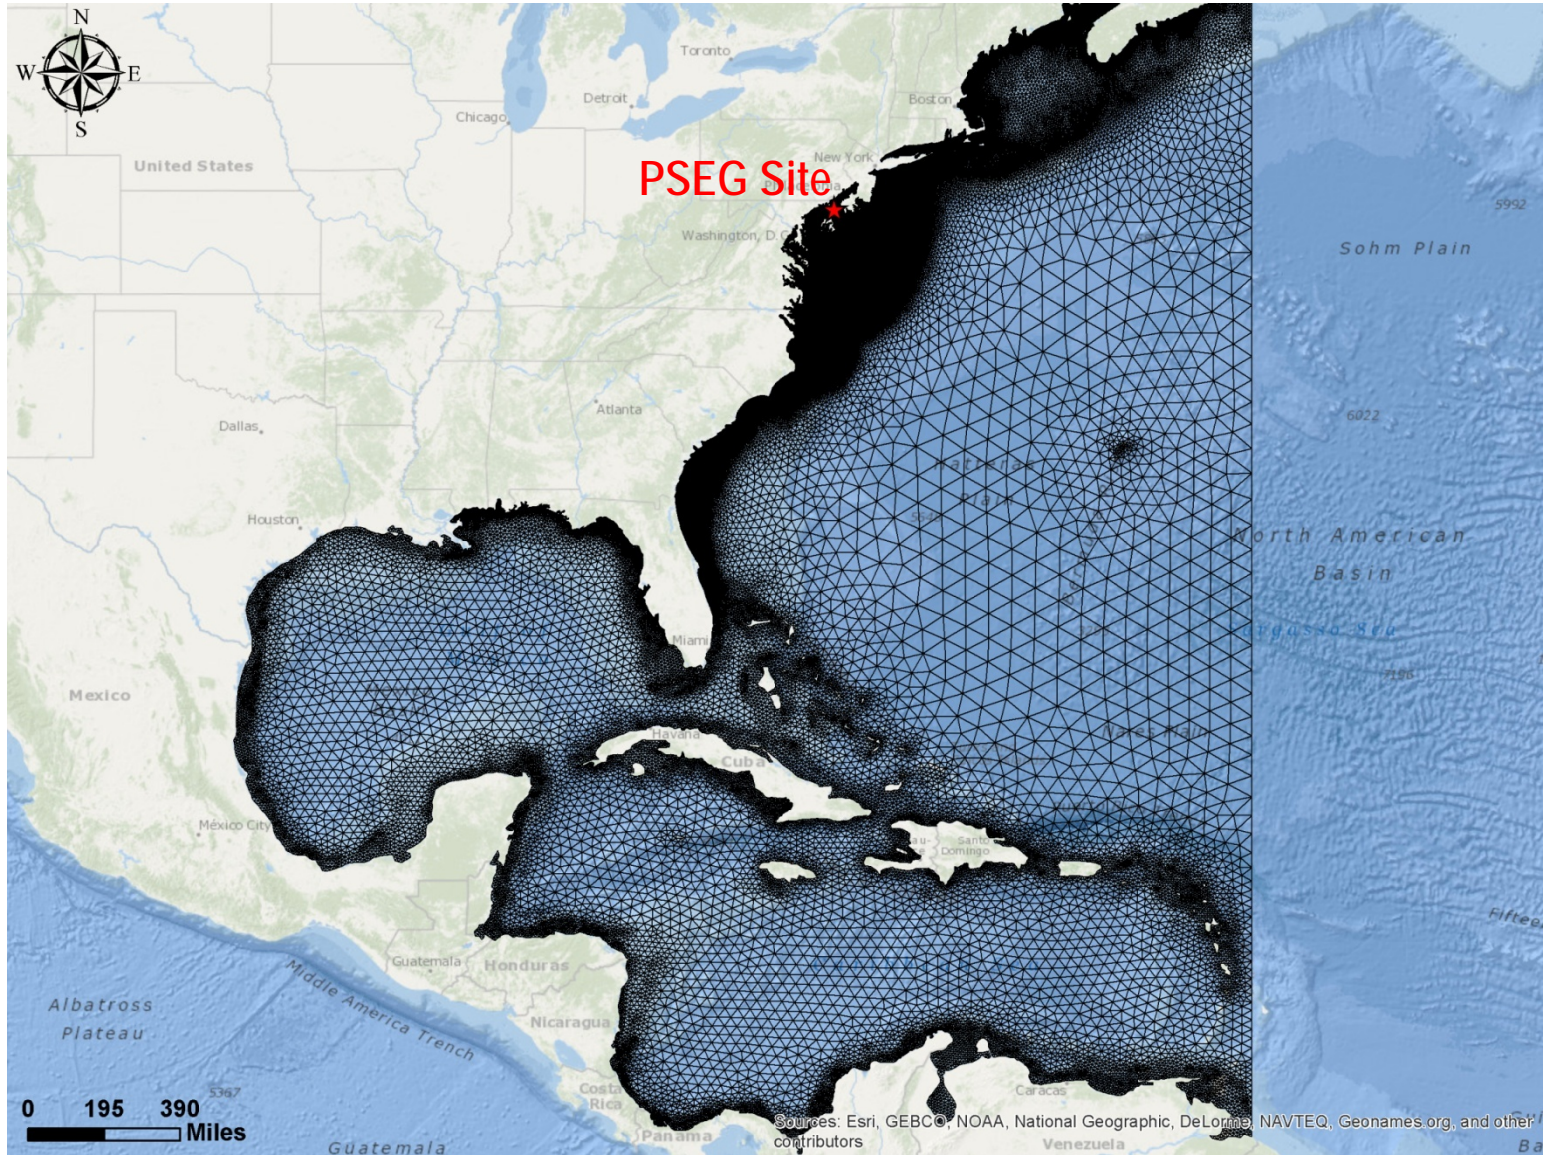 N
W E
S
Toronto
Detroit
Boston
Chicago
United States
New York
PSEG Site
5992
Washington, D.C.
Sohm Plain
6022
Atlanta
Dallas
Houston
North American
Basin
Miami
Mexico
Havana
Cuba
México City
Santo
Domingo
Guatemala
Honduras
Middle America Trench
Albatross
Plateau
Nicaragua
5367
Costa
Rica
Caracas
0 195 390
Miles
Panama
Venezuela
Guatemala
Sources: Esri, GEBCO, NOAA, National Geographic, DeLorme, NAVTEQ, Geonames.org, and other
contributors